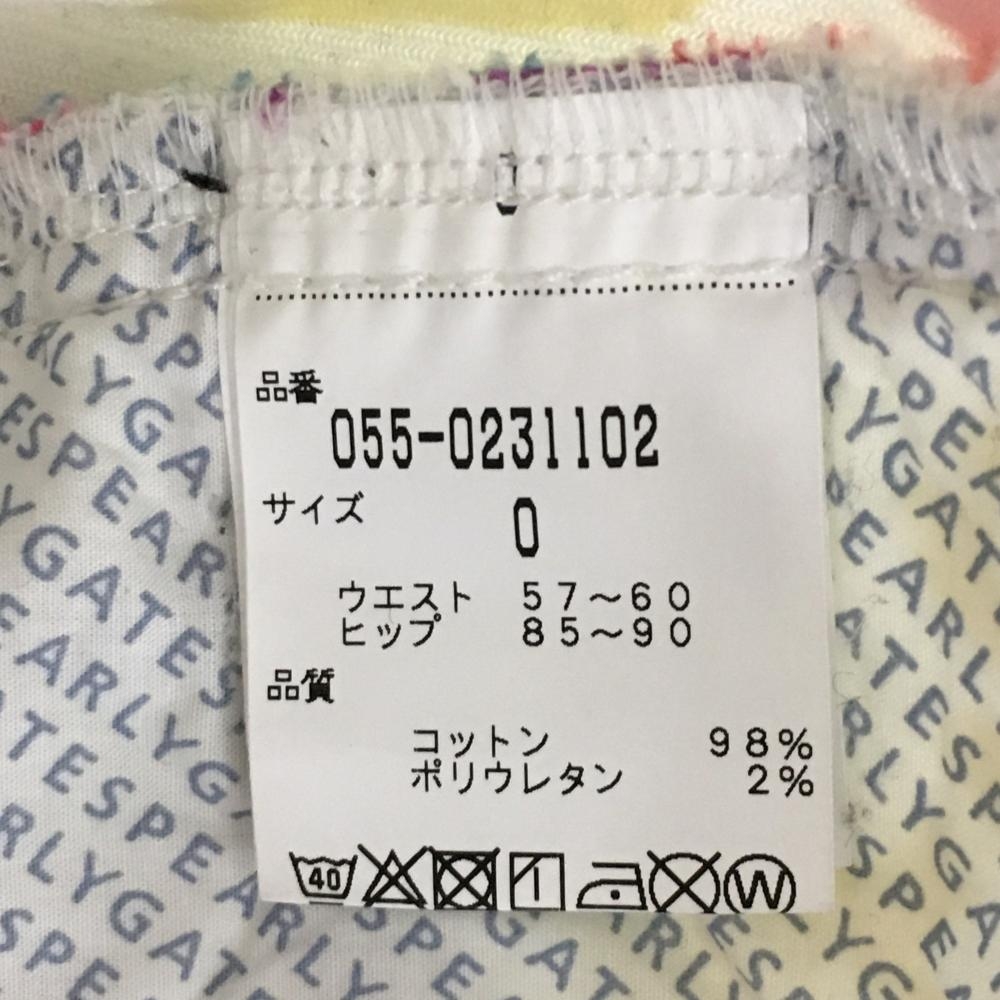 品番
055-0231102
サイズ 0
ウエスト 57～60
ヒップ 85～90
品質
コットン 98%
ポリウレタン 2%
40 W
PEARLYGATES